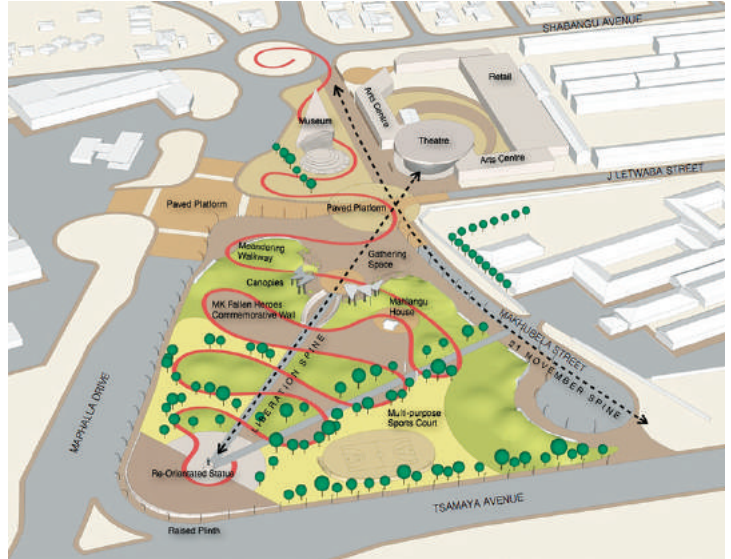 SHABANGU AVENUE
Retail
Arts Centre
Museum
Theatre
Arts Centre
J LETWABA STREET
Paved Platform
Paved Platform
Meandering
Walkway
Gathering
Space
Canopies
MK Fallen Heroes
Commemorative Wall
Mahlangu
House
MAKHUBELA STREET
21 NOVEMBER SPINE
LIBERATION SPINE
MAPHALLA DRIVE
Multi-purpose
Sports Court
Re-Orientated Statue
TSAMAYA AVENUE
Raised Plinth